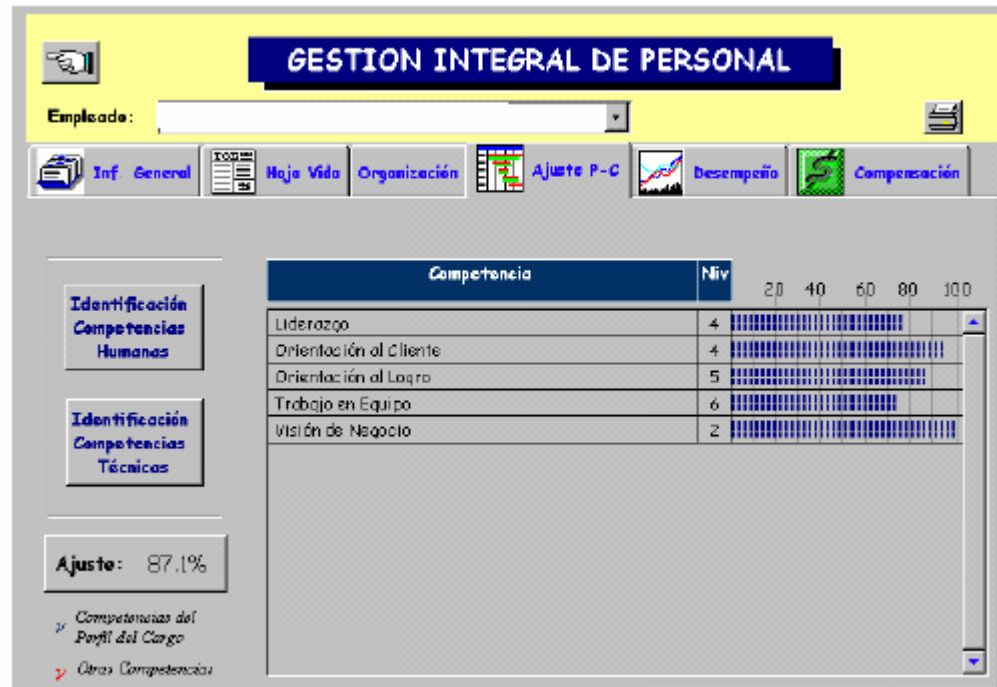 GESTION INTEGRAL DE PERSONAL
Empleado:
Inf. General Hoja Vida Organización Ajuste P-C Desempeño Compensación
Competencia Niv 20 40 60 80 100
Identificación
Competencias
Humanas
Identificación
Competencias
Técnicas
Liderazgo 4
Orientación al Cliente 4
Orientación al Logro 5
Trabajo en Equipo 6
Visión de Negocio 2
Ajuste: 87.1%
Competencias del
Perfil del Cargo
Otras Competencias